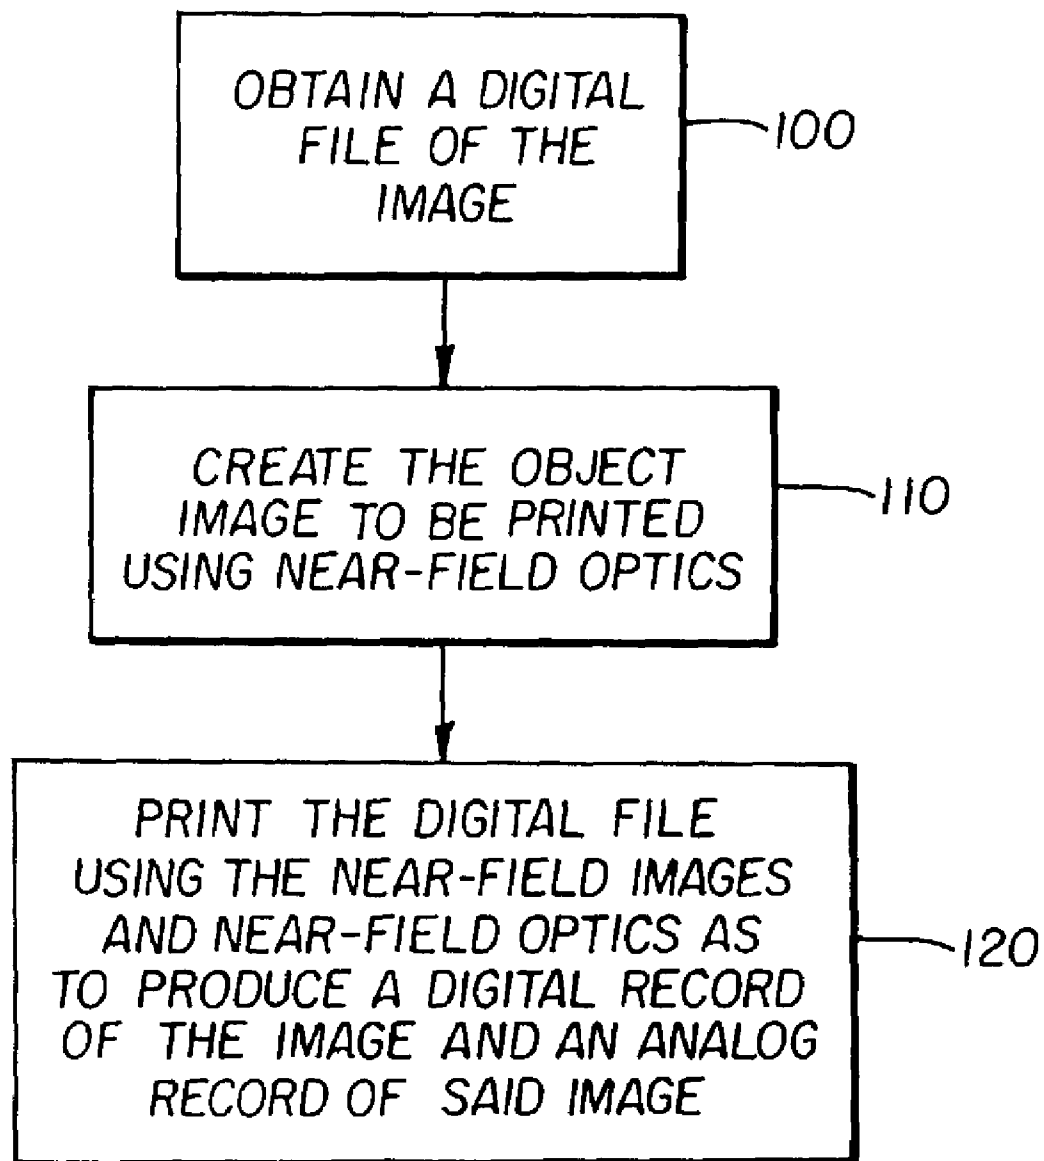 OBTAIN A DIGITAL
FILE OF THE
IMAGE
100
CREATE THE OBJECT
IMAGE TO BE PRINTED
USING NEAR-FIELD OPTICS
110
PRINT THE DIGITAL FILE
USING THE NEAR-FIELD IMAGES
AND NEAR-FIELD OPTICS AS
TO PRODUCE A DIGITAL RECORD
OF THE IMAGE AND AN ANALOG
RECORD OF SAID IMAGE
120